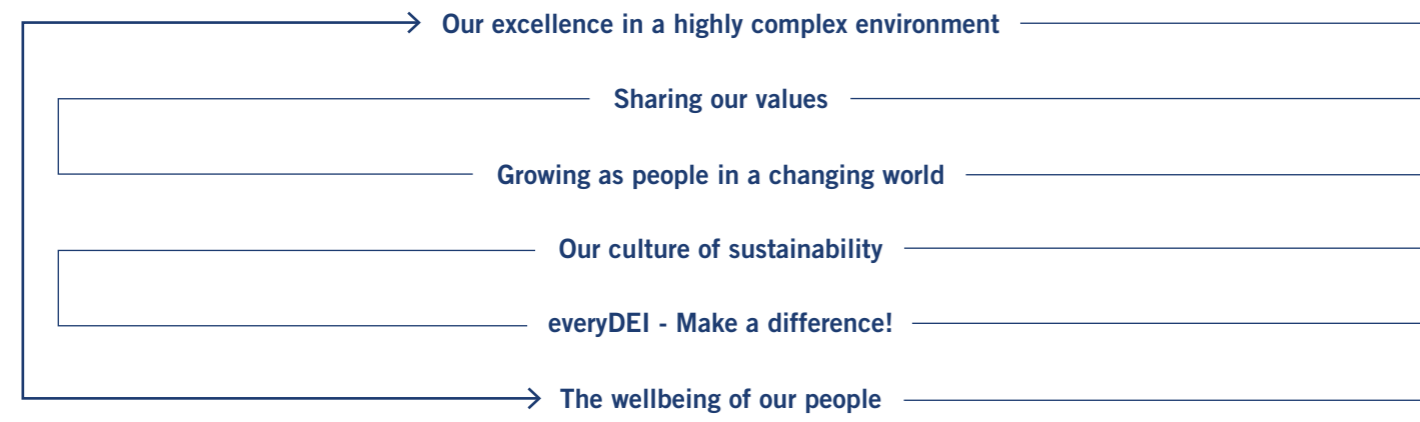 Our excellence in a highly complex environment
Sharing our values
Growing as people in a changing world
Our culture of sustainability
everyDEI - Make a difference!
The wellbeing of our people